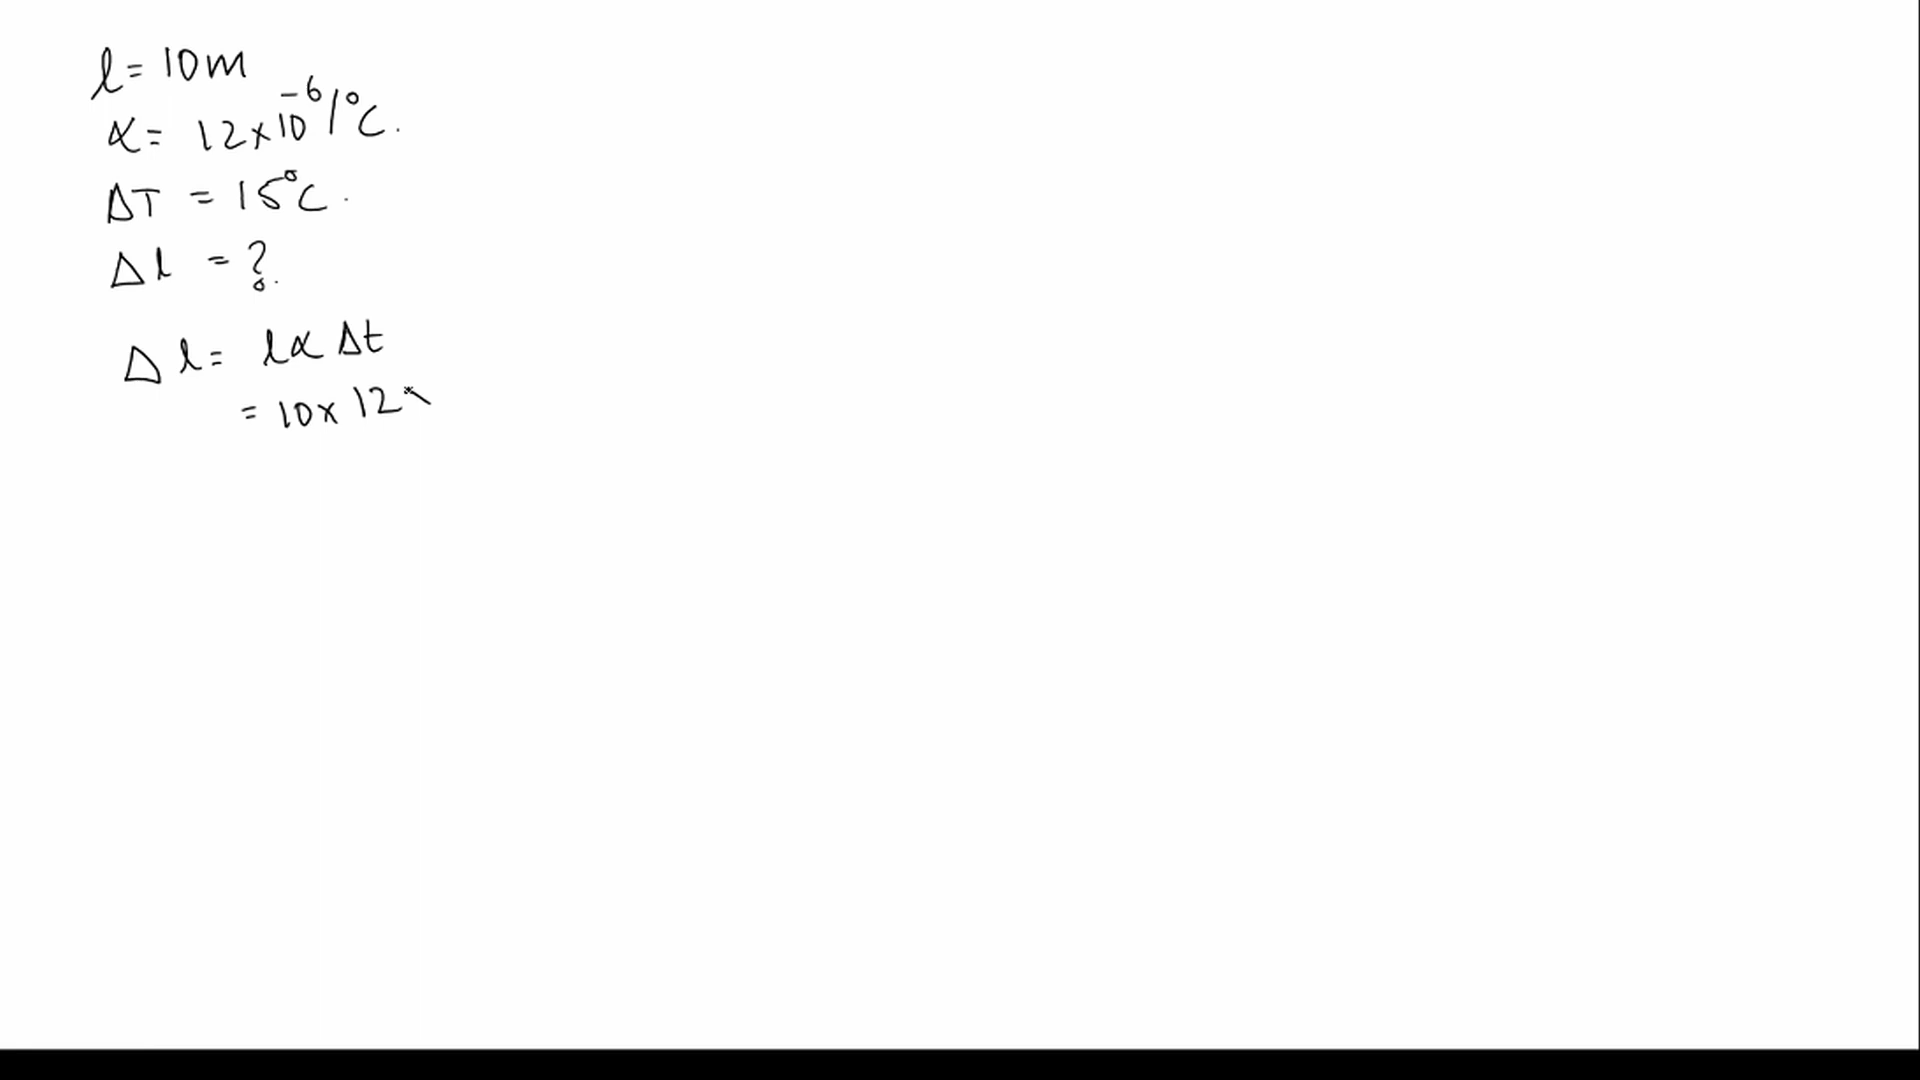 l = 10m
α = 12×10⁻⁶/°C.
ΔT = 15°C.
Δl = ?.
Δl = lα Δt
= 10× 12×